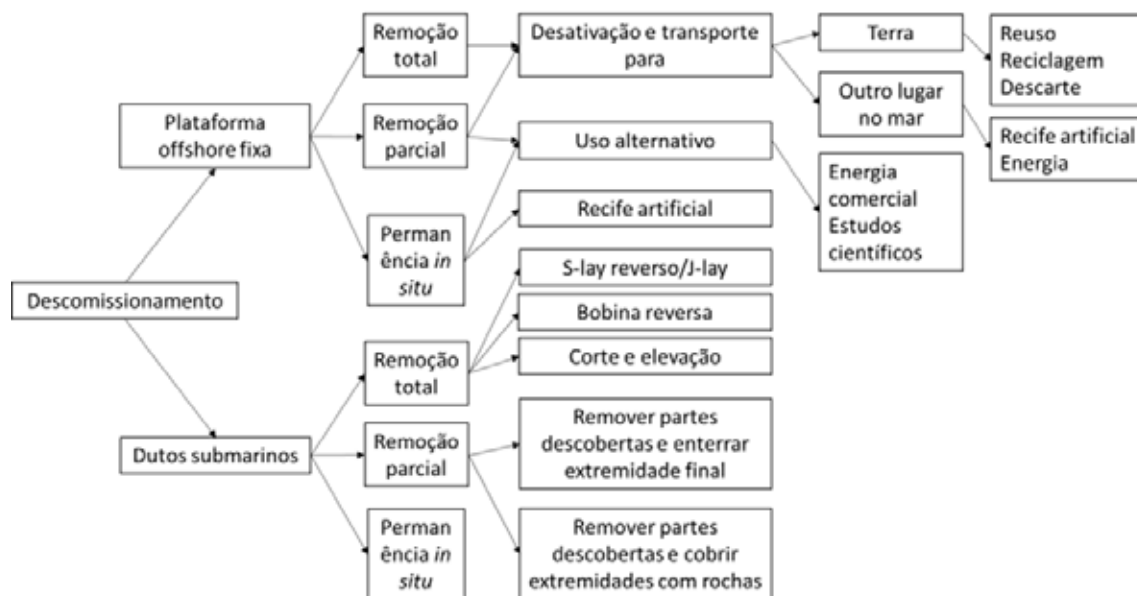 Descomissionamento
Plataforma
offshore fixa
Remoção
total
Remoção
parcial
Perman
ência in
situ
Desativação e transporte
para
Uso alternativo
Recife artificial
Terra
Outro lugar
no mar
Reuso
Reciclagem
Descarte
Recife artificial
Energia
Energia
comercial
Estudos
científicos
Dutos submarinos
Remoção
total
Remoção
parcial
Perman
ência in
situ
S-lay reverso/J-lay
Bobina reversa
Corte e elevação
Remover partes
descobertas e enterrar
extremidade final
Remover partes
descobertas e cobrir
extremidades com rochas